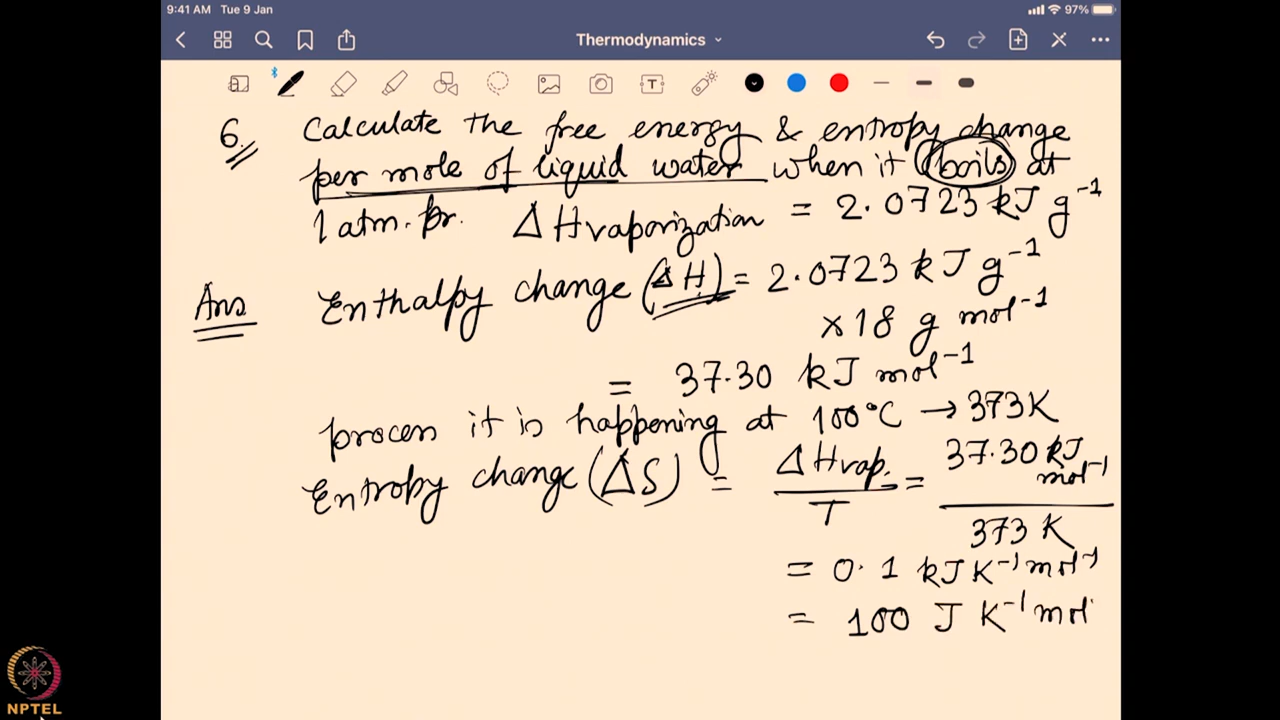 9:41 AM Tue 9 Jan
97%
Thermodynamics
6. Calculate the free energy & entropy change
per mole of liquid water when it boils at
1 atm. pr. ΔHvaporization = 2.0723 kJ g⁻¹
Ans Enthalpy change (ΔH) = 2.0723 kJ g⁻¹
×18 g mol⁻¹
= 37.30 kJ mol⁻¹
process it is happening at 100°C → 373K
Entropy change (ΔS) = ΔHvap. / T = 37.30 kJ mol⁻¹ / 373 K
= 0.1 kJ K⁻¹ mol⁻¹
= 100 J K⁻¹ mol
NPTEL